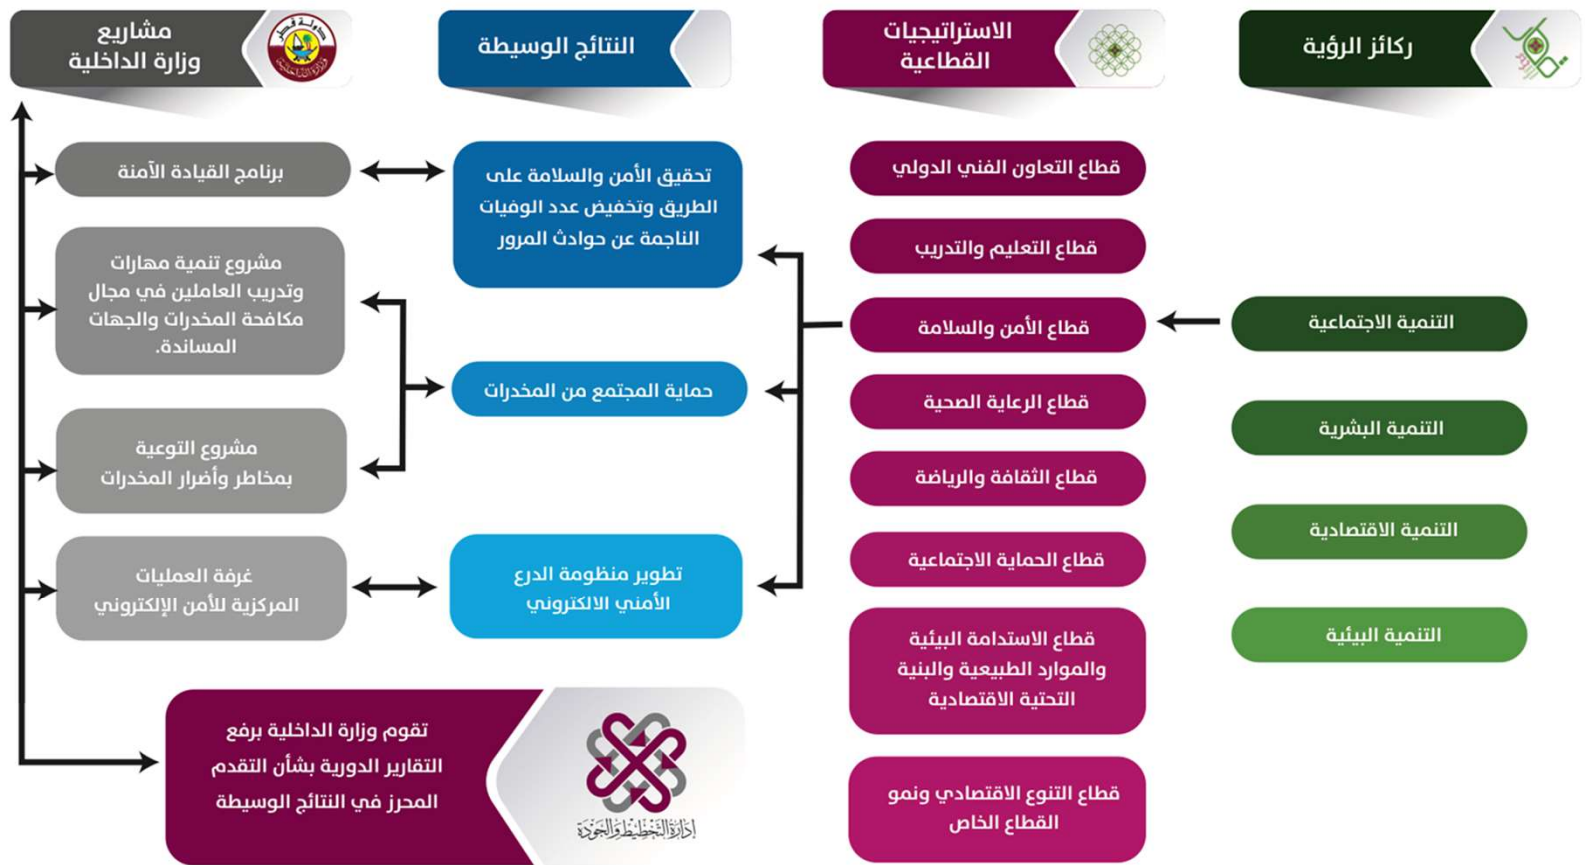 ركائز الرؤية
التنمية الاجتماعية
التنمية البشرية
التنمية الاقتصادية
التنمية البيئية
الاستراتيجيات
القطاعية
قطاع التعاون الفني الدولي
قطاع التعليم والتدريب
قطاع الأمن والسلامة
قطاع الرعاية الصحية
قطاع الثقافة والرياضة
قطاع الحماية الاجتماعية
قطاع الاستدامة البيئية
والموارد الطبيعية والبنية
التحتية الاقتصادية
قطاع التنوع الاقتصادي ونمو
القطاع الخاص
النتائج الوسيطة
تحقيق الأمن والسلامة على
الطريق وتخفيض عدد الوفيات
الناجمة عن حوادث المرور
حماية المجتمع من المخدرات
تطوير منظومة الدرع
الأمني الالكتروني
مشاريع
وزارة الداخلية
دولة قطر
وزارة الداخلية
برنامج القيادة الآمنة
مشروع تنمية مهارات
وتدريب العاملين في مجال
مكافحة المخدرات والجهات
المساندة.
مشروع التوعية
بمخاطر وأضرار المخدرات
غرفة العمليات
المركزية للأمن الإلكتروني
إدارة التخطيط والجودة
تقوم وزارة الداخلية برفع
التقارير الدورية بشأن التقدم
المحرز في النتائج الوسيطة